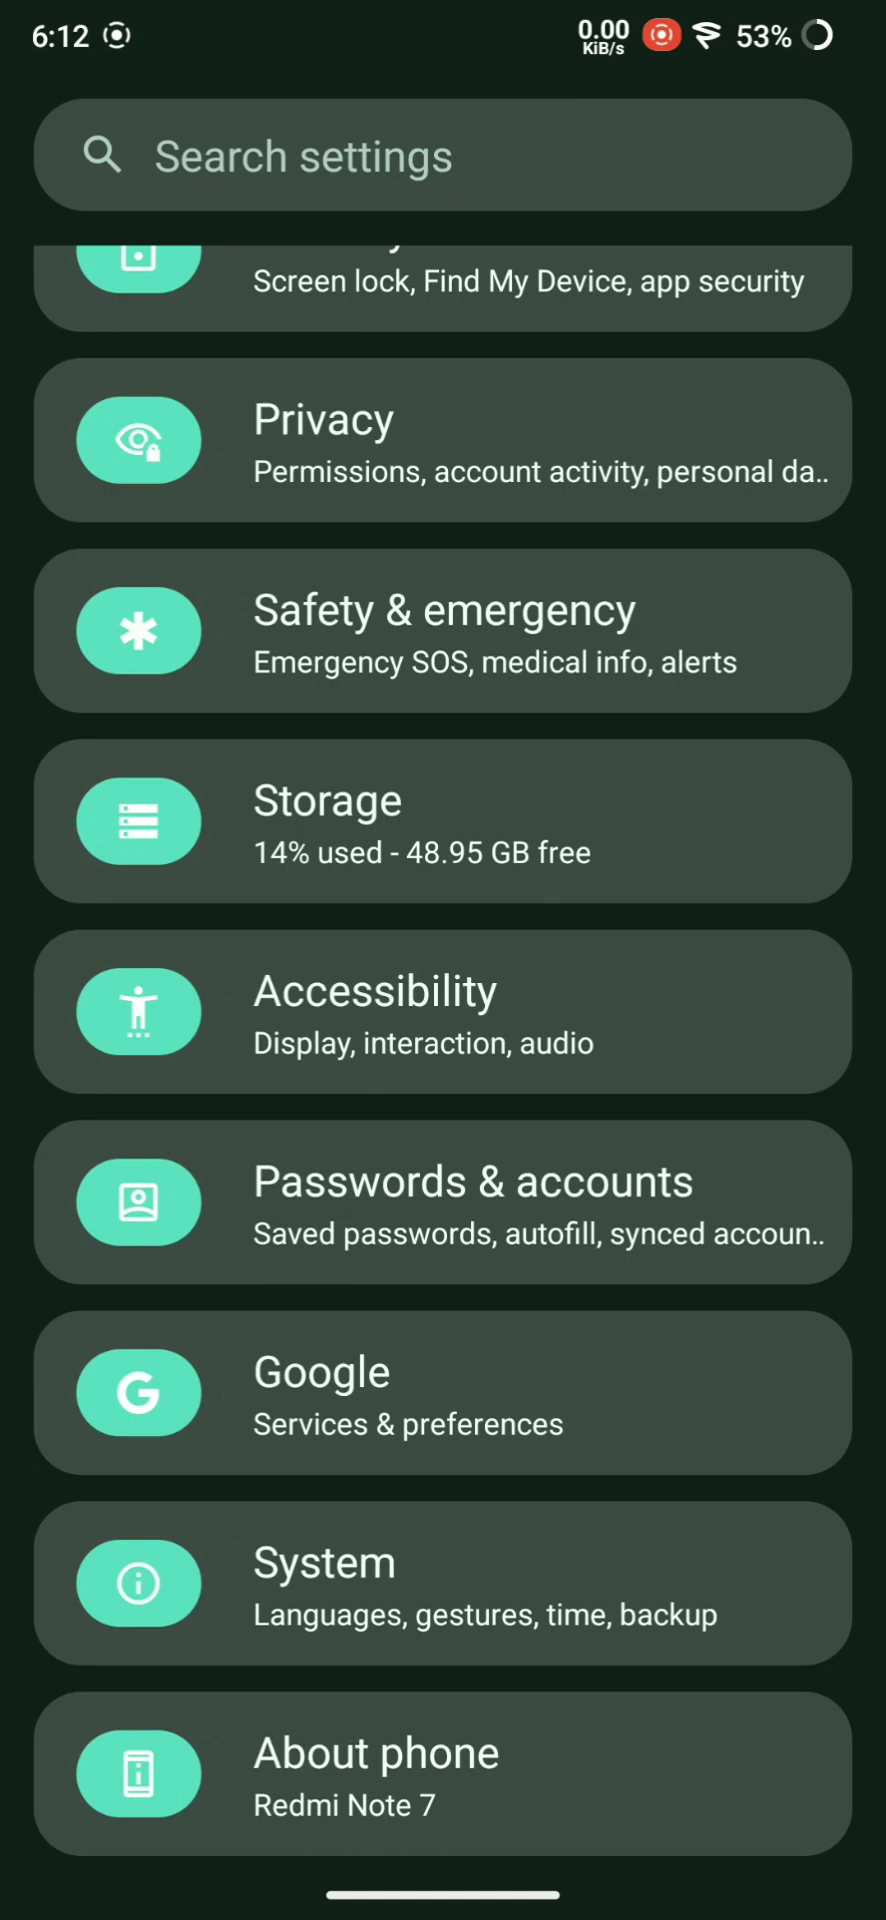 6:12
0.00
KiB/s
53%
Search settings
Screen lock, Find My Device, app security
Privacy
Permissions, account activity, personal da..
Safety & emergency
Emergency SOS, medical info, alerts
Storage
14% used - 48.95 GB free
Accessibility
Display, interaction, audio
Passwords & accounts
Saved passwords, autofill, synced accoun..
Google
Services & preferences
System
Languages, gestures, time, backup
About phone
Redmi Note 7